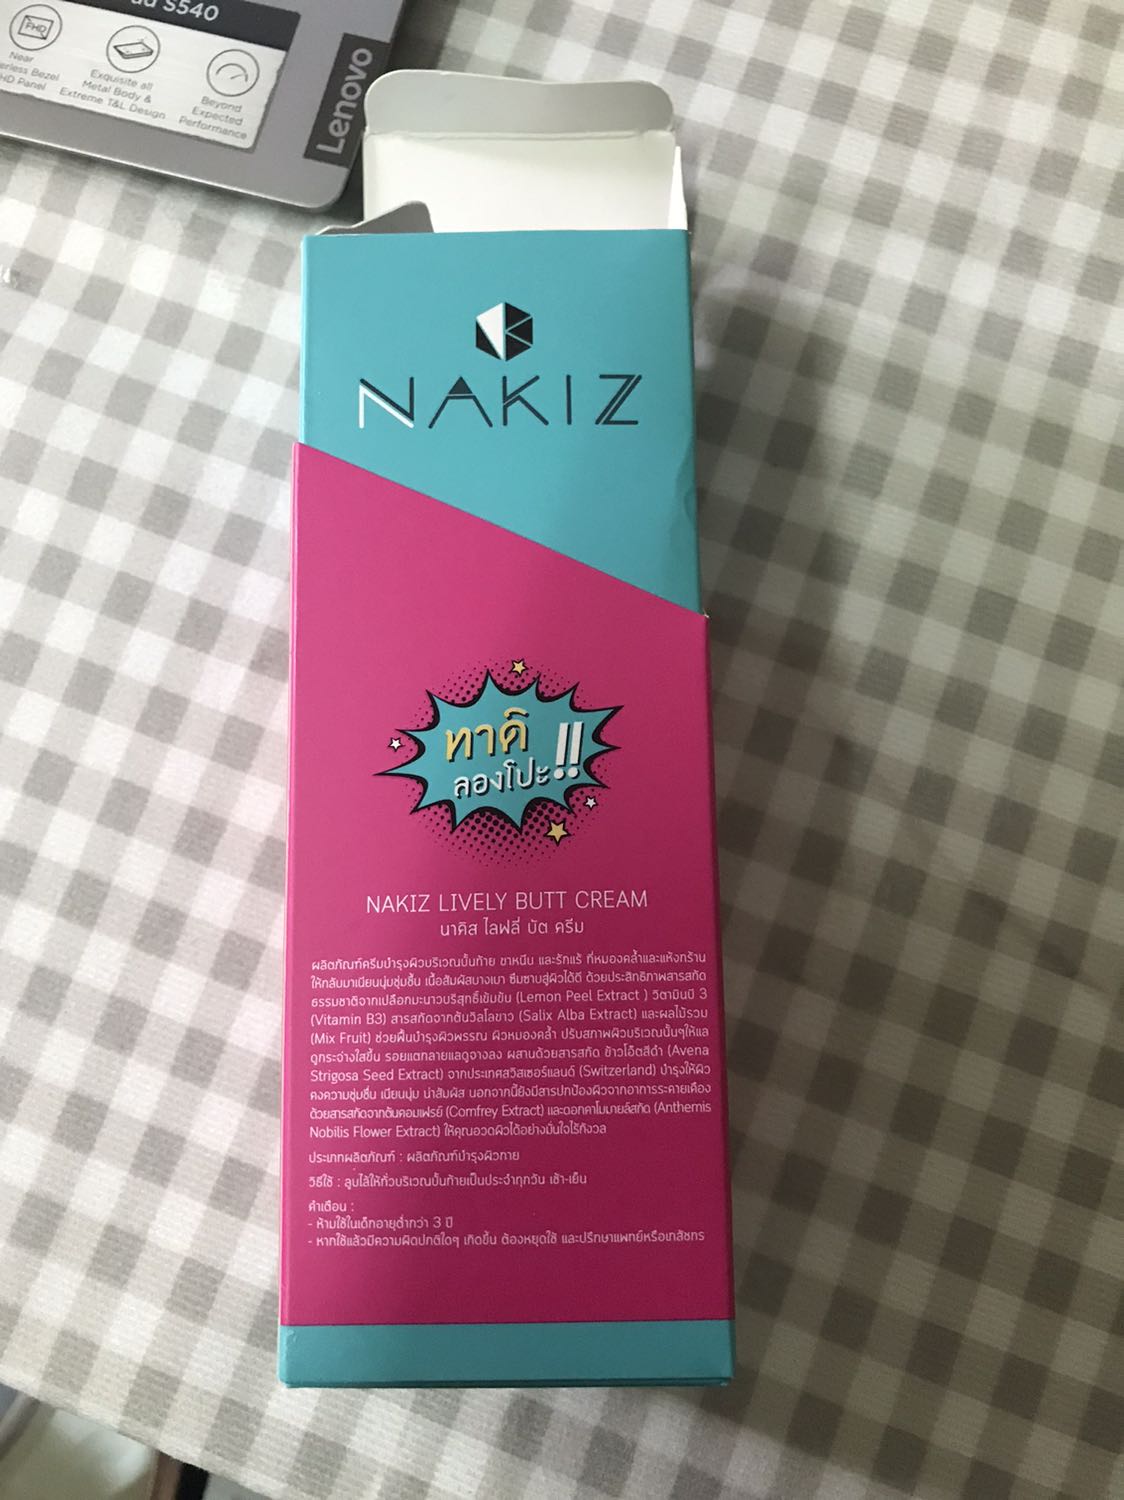 S540
FHD
Near
erless Bezel
HD Panel
Exquisite all
Metal Body &
Extreme T&L Design
Beyond
Expected
Performance
Lenovo
NAKIZ
ทาดิ
ลองโปะ!!
NAKIZ LIVELY BUTT CREAM
นาคิส ไลฟลี่ บัต ครีม
ผลิตภัณฑ์ครีมบำรุงผิวบริเวณบั้นท้าย ขาหนีบ และรักแร้ ที่หมองคล้ำและแห้งกร้าน
ให้กลับมาเนียนนุ่มชุ่มชื้น เนื้อสัมผัสบางเบา ซึมซาบสู่ผิวได้ดี ด้วยประสิทธิภาพสารสกัด
ธรรมชาติจากเปลือกมะนาวบริสุทธิ์เข้มข้น (Lemon Peel Extract ) วิตามินบี 3
(Vitamin B3) สารสกัดจากต้นวิลโลขาว (Salix Alba Extract) และผลไม้รวม
(Mix Fruit) ช่วยฟื้นบำรุงผิวพรรณ ผิวหมองคล้ำ ปรับสภาพผิวบริเวณนั้นๆให้แล
ดูกระจ่างใสขึ้น รอยแตกลายแลดูจางลง ผสานด้วยสารสกัด ข้าวโอ๊ตสีดำ (Avena
Strigosa Seed Extract) จากประเทศสวิสเซอร์แลนด์ (Switzerland) บำรุงให้ผิว
คงความชุ่มชื่น เนียนนุ่ม น่าสัมผัส นอกจากนี้ยังมีสารปกป้องผิวจากอาการระคายเคือง
ด้วยสารสกัดจากต้นคอมเฟรย์ (Comfrey Extract) และดอกคาโมมายล์สกัด (Anthemis
Nobilis Flower Extract) ให้คุณอวดผิวได้อย่างมั่นใจไร้กังวล
ประเภทผลิตภัณฑ์ : ผลิตภัณฑ์บำรุงผิวกาย
วิธีใช้ : ลูบไล้ให้ทั่วบริเวณบั้นท้ายเป็นประจำทุกวัน เช้า-เย็น
คำเตือน :
- ห้ามใช้ในเด็กอายุต่ำกว่า 3 ปี
- หากใช้แล้วมีความผิดปกติใดๆ เกิดขึ้น ต้องหยุดใช้ และปรึกษาแพทย์หรือเภสัชกร